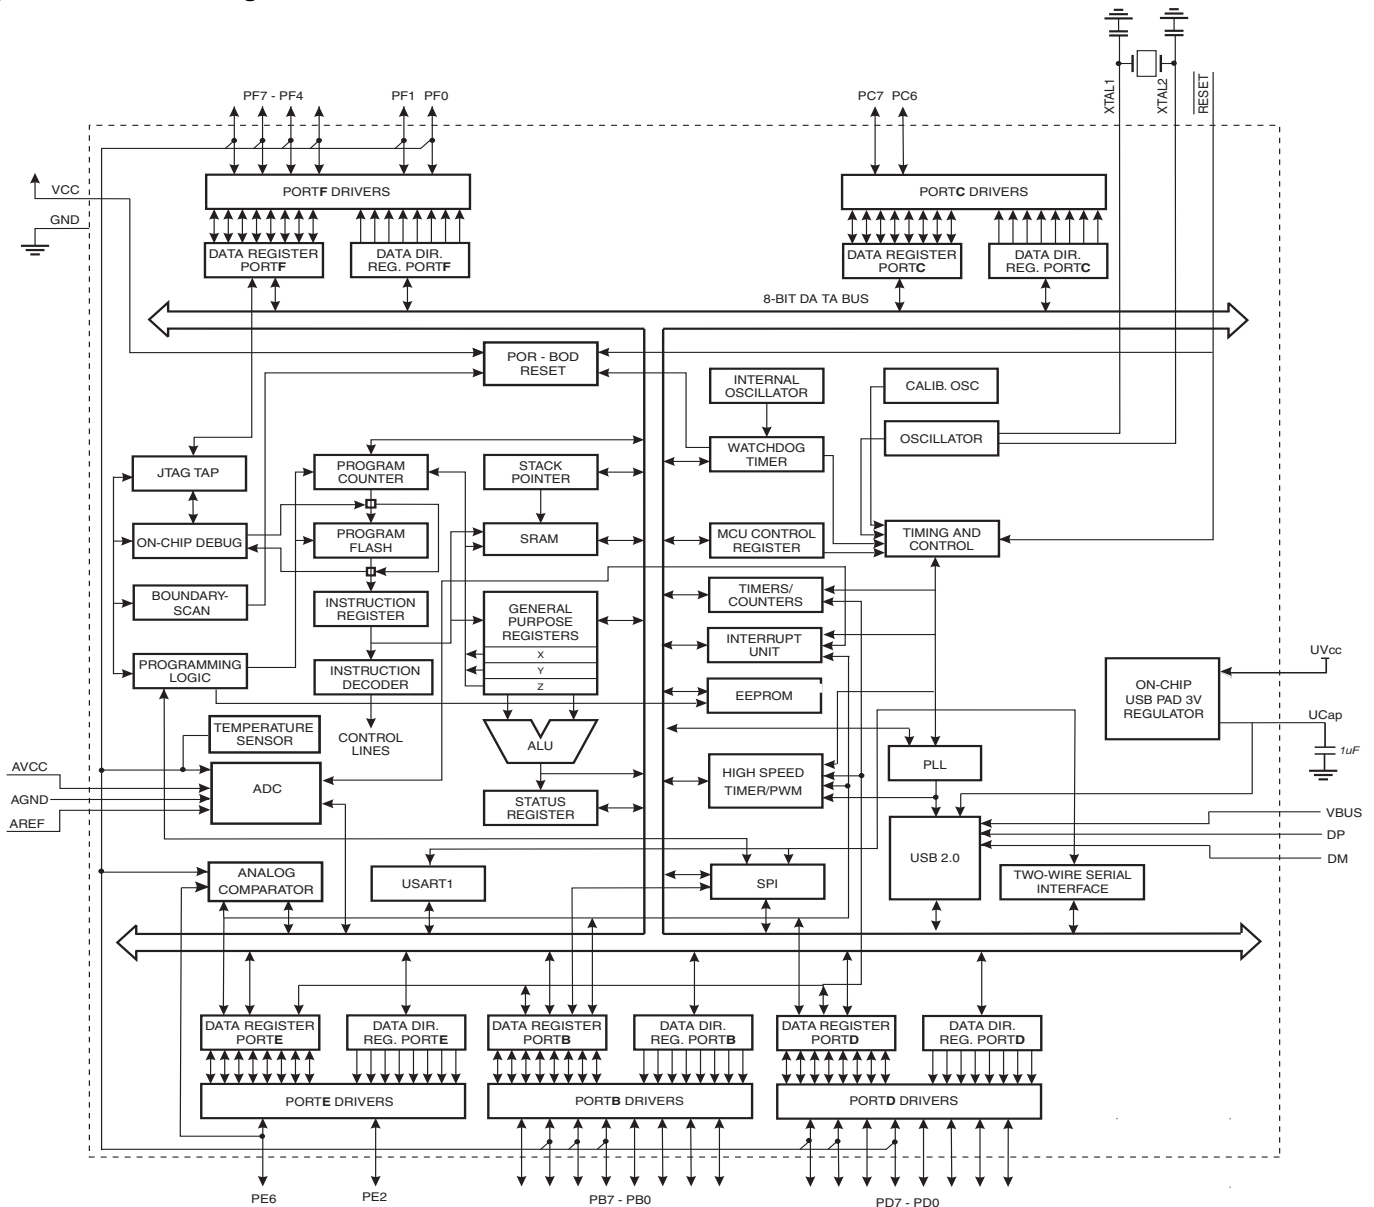 PF7 - PF4
PF1
PF0
PC7
PC6
XTAL1
XTAL2
RESET
VCC
GND
PORTF DRIVERS
PORTC DRIVERS
DATA REGISTER
PORTF
DATA DIR.
REG. PORTF
DATA REGISTER
PORTC
DATA DIR.
REG. PORTC
8-BIT DA TA BUS
POR - BOD
RESET
INTERNAL
OSCILLATOR
CALIB. OSC
WATCHDOG
TIMER
OSCILLATOR
JTAG TAP
PROGRAM
COUNTER
STACK
POINTER
ON-CHIP DEBUG
PROGRAM
FLASH
SRAM
MCU CONTROL
REGISTER
TIMING AND
CONTROL
BOUNDARY-
SCAN
INSTRUCTION
REGISTER
GENERAL
PURPOSE
REGISTERS
X
Y
Z
TIMERS/
COUNTERS
INTERRUPT
UNIT
PROGRAMMING
LOGIC
INSTRUCTION
DECODER
EEPROM
ON-CHIP
USB PAD 3V
REGULATOR
UVcc
UCap
1uF
TEMPERATURE
SENSOR
CONTROL
LINES
ALU
PLL
AVCC
AGND
AREF
ADC
STATUS
REGISTER
HIGH SPEED
TIMER/PWM
VBUS
DP
DM
USB 2.0
ANALOG
COMPARATOR
USART1
SPI
TWO-WIRE SERIAL
INTERFACE
DATA REGISTER
PORTE
DATA DIR.
REG. PORTE
DATA REGISTER
PORTB
DATA DIR.
REG. PORTB
DATA REGISTER
PORTD
DATA DIR.
REG. PORTD
PORTE DRIVERS
PORTB DRIVERS
PORTD DRIVERS
PE6
PE2
PB7 - PB0
PD7 - PD0